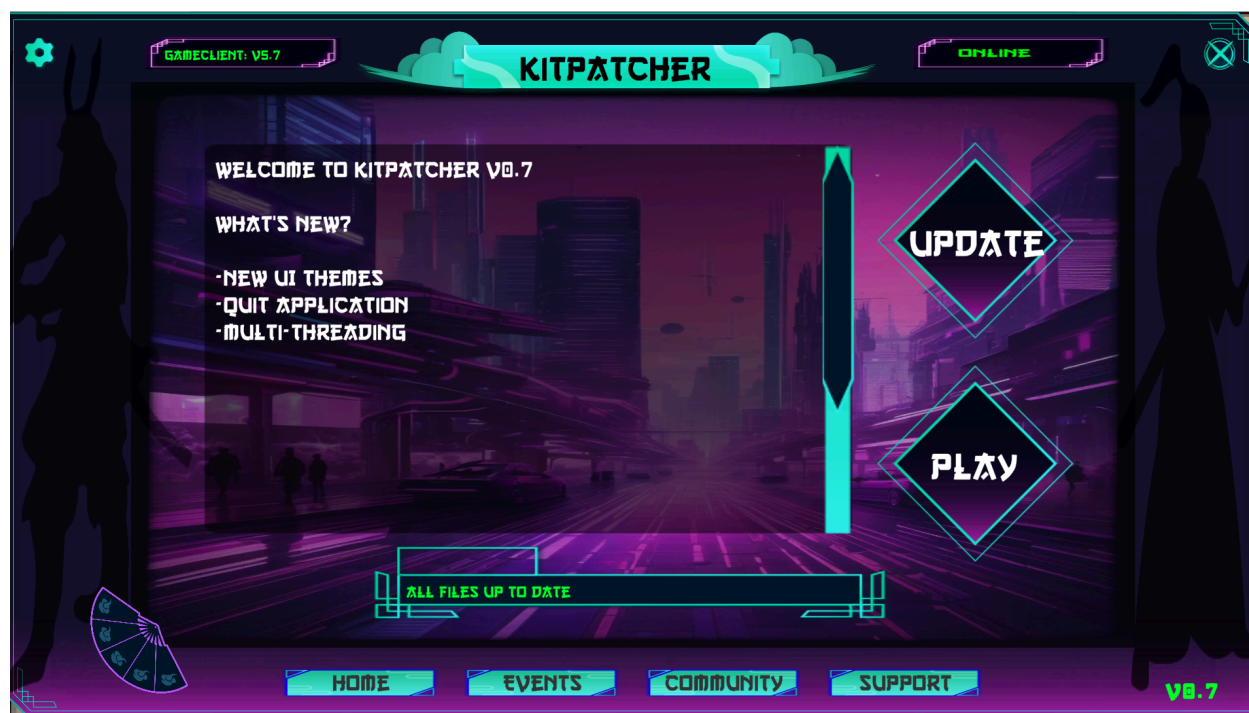 GAMECLIENT: V5.7
KITPATCHER
ONLINE
WELCOME TO KITPATCHER V0.7
WHAT'S NEW?
-NEW UI THEMES
-QUIT APPLICATION
-MULTI-THREADING
UPDATE
PLAY
ALL FILES UP TO DATE
HOME
EVENTS
COMMUNITY
SUPPORT
V0.7